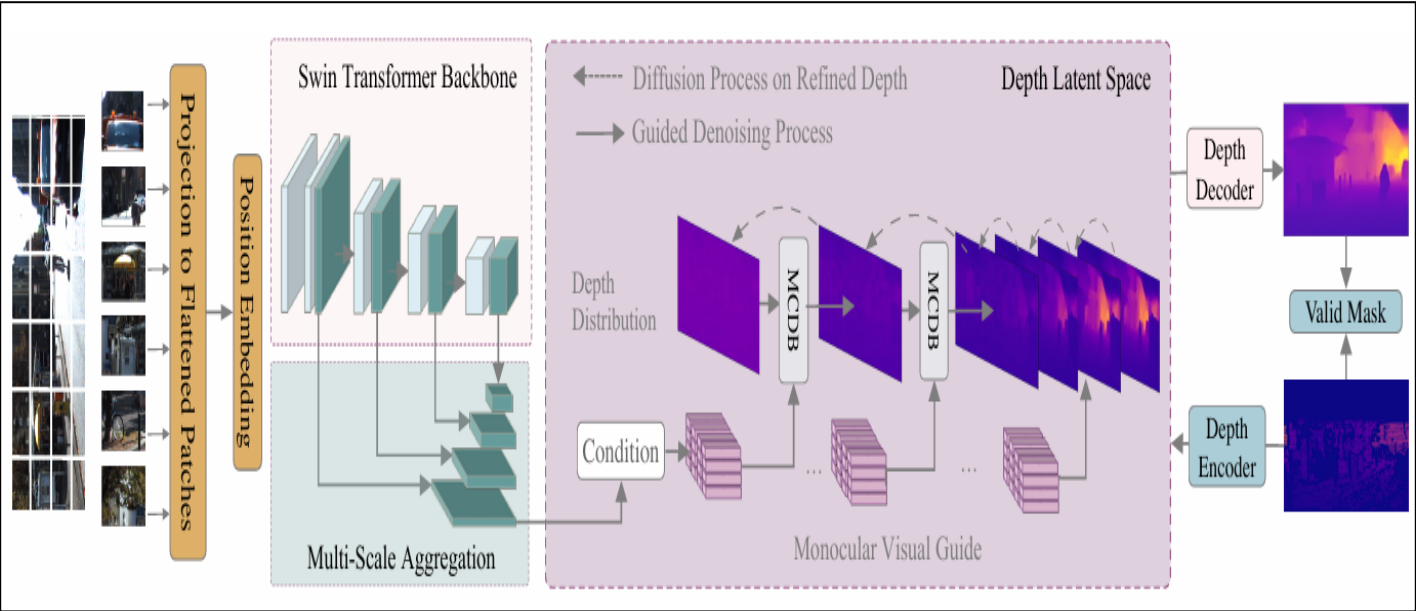 Projection to Flattened Patches
Position Embedding
Swin Transformer Backbone
Multi-Scale Aggregation
Diffusion Process on Refined Depth
Guided Denoising Process
Depth Latent Space
Depth
Distribution
MCDB
MCDB
Condition
...
...
Monocular Visual Guide
Depth
Decoder
Valid Mask
Depth
Encoder